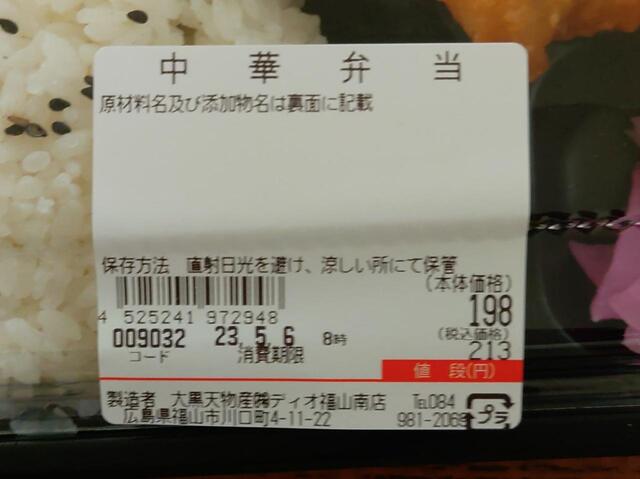 中華弁当
原材料名及び添加物名は裏面に記載
保存方法 直射日光を避け、涼しい所にて保管
(本体価格)
198
4 525241 972948
(税込価格)
213
009032 23.5.6 8時
コード 消費期限
値 段(円)
製造者 大黒天物産㈱ディオ福山南店 TEL084
広島県福山市川口町4-11-22 981-2068
プラ